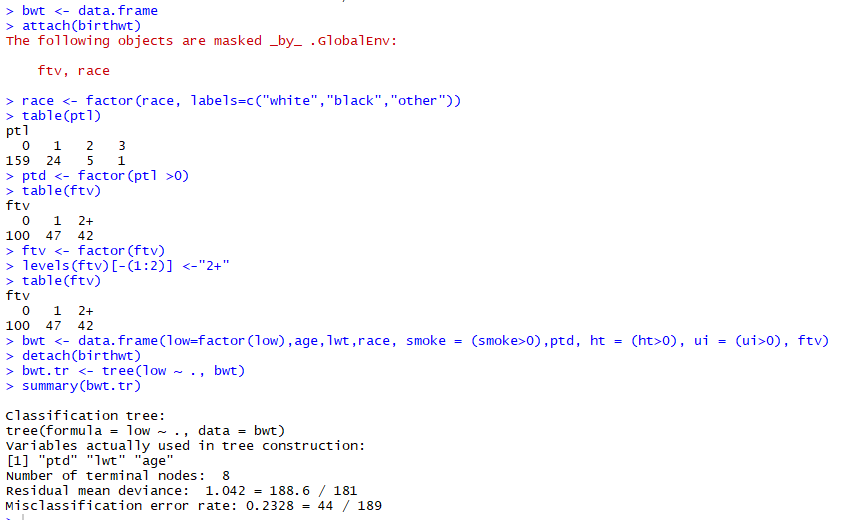 > bwt <- data.frame
> attach(birthwt)
The following objects are masked _by_ .GlobalEnv:
    ftv, race
> race <- factor(race, labels=c("white","black","other"))
> table(ptl)
ptl
  0   1   2   3
159  24   5   1
> ptd <- factor(ptl >0)
> table(ftv)
ftv
  0   1  2+
100  47  42
> ftv <- factor(ftv)
> levels(ftv)[-(1:2)] <-"2+"
> table(ftv)
ftv
  0   1  2+
100  47  42
> bwt <- data.frame(low=factor(low),age,lwt,race, smoke = (smoke>0),ptd, ht = (ht>0), ui = (ui>0), ftv)
> detach(birthwt)
> bwt.tr <- tree(low ~ ., bwt)
> summary(bwt.tr)
Classification tree:
tree(formula = low ~ ., data = bwt)
Variables actually used in tree construction:
[1] "ptd" "lwt" "age"
Number of terminal nodes:  8
Residual mean deviance:  1.042 = 188.6 / 181
Misclassification error rate: 0.2328 = 44 / 189
>